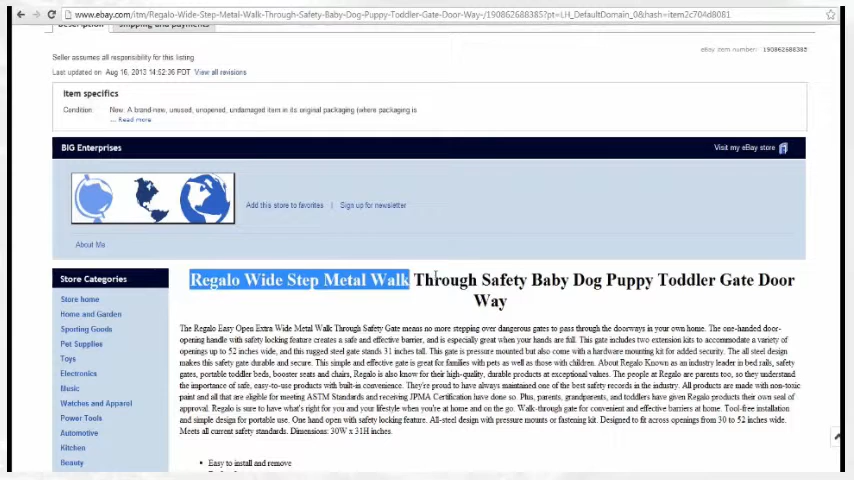 www.ebay.com/itm/Regalo-Wide-Step-Metal-Walk-Through-Safety-Baby-Dog-Puppy-Toddler-Gate-Door-Way-/190862688385?pt=LH_DefaultDomain_0&hash=item2c704d8081
Description Shipping and payments
Seller assumes all responsibility for this listing.
eBay item number: 190862688385
Last updated on Aug 16, 2013 14:52:36 PDT View all revisions
Item specifics
Condition: New: A brand-new, unused, unopened, undamaged item in its original packaging (where packaging is
... Read more
BIG Enterprises Visit my eBay store
Add this store to favorites | Sign up for newsletter
About Me
Store Categories
Store home
Home and Garden
Sporting Goods
Pet Supplies
Toys
Electronics
Music
Watches and Apparel
Power Tools
Automotive
Kitchen
Beauty
Regalo Wide Step Metal Walk Through Safety Baby Dog Puppy Toddler Gate Door
Way
The Regalo Easy Open Extra Wide Metal Walk Through Safety Gate means no more stepping over dangerous gates to pass through the doorways in your own home. The one-handed door-
opening handle with safety locking feature creates a safe and effective barrier, and is especially great when your hands are full. This gate includes two extension kits to accommodate a variety of
openings up to 52 inches wide, and this rugged steel gate stands 31 inches tall. This gate is pressure mounted but also come with a hardware mounting kit for added security. The all steel design
makes this safety gate durable and secure. This simple and effective gate is great for families with pets as well as those with children. About Regalo Known as an industry leader in bed rails, safety
gates, portable toddler beds, booster seats and chairs, Regalo is also know for their high-quality, durable products at exceptional values. The people at Regalo are parents too, so they understand
the importance of safe, easy-to-use products with built-in convenience. They're proud to have always maintained one of the best safety records in the industry. All products are made with non-toxic
paint and all that are eligible for meeting ASTM Standards and receiving JPMA Certification have done so. Plus, parents, grandparents, and toddlers have given Regalo products their own seal of
approval. Regalo is sure to have what's right for you and your lifestyle when you're at home and on the go. Walk-through gate for convenient and effective barriers at home. Tool-free installation
and simple design for portable use. One hand open with safety locking feature. All-steel design with pressure mounts or fastening kit. Designed to fit across openings from 30 to 52 inches wide.
Meets all current safety standards. Dimensions: 30W x 31H inches.
Easy to install and remove